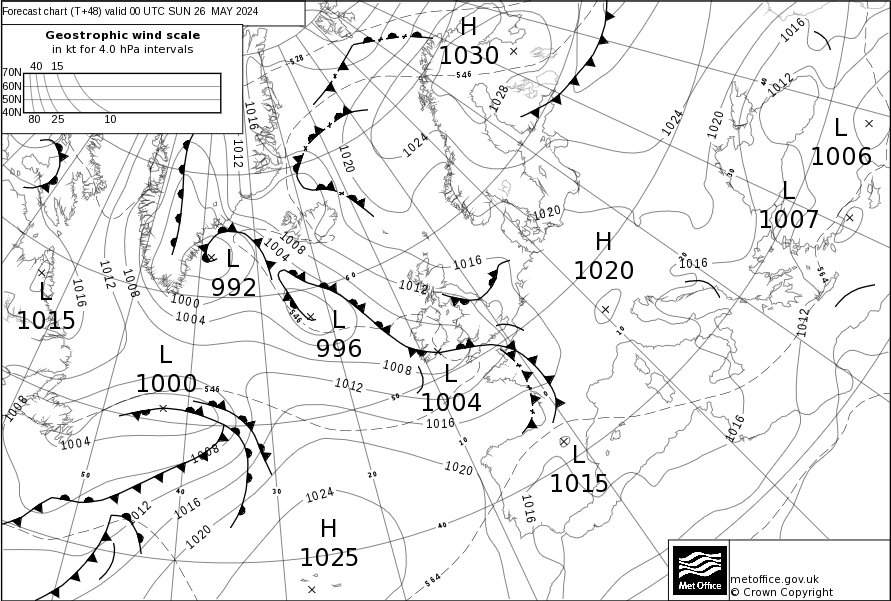 Forecast chart (T+48) valid 00 UTC SUN 26 MAY 2024
Geostrophic wind scale
in kt for 4.0 hPa intervals
40 15
70N
60N
50N
40N
80 25 10
H
1030
L
1006
L
1007
H
1020
L
992
L
1015
L
996
L
1000
L
1004
L
1015
H
1025
528
546
1016
1012
1028
1024
1020
1016
1012
1020
1024
1020
1008
1004
1016
1016
1012
1008
1016
1012
1000
1004
60
546
564
1012
10
1008
1012
50
546
1008
1016
1016
1004
1008
10
1020
50
40
30
20
1024
1016
1012
1016
1020
40
564
Met Office
metoffice.gov.uk
© Crown Copyright